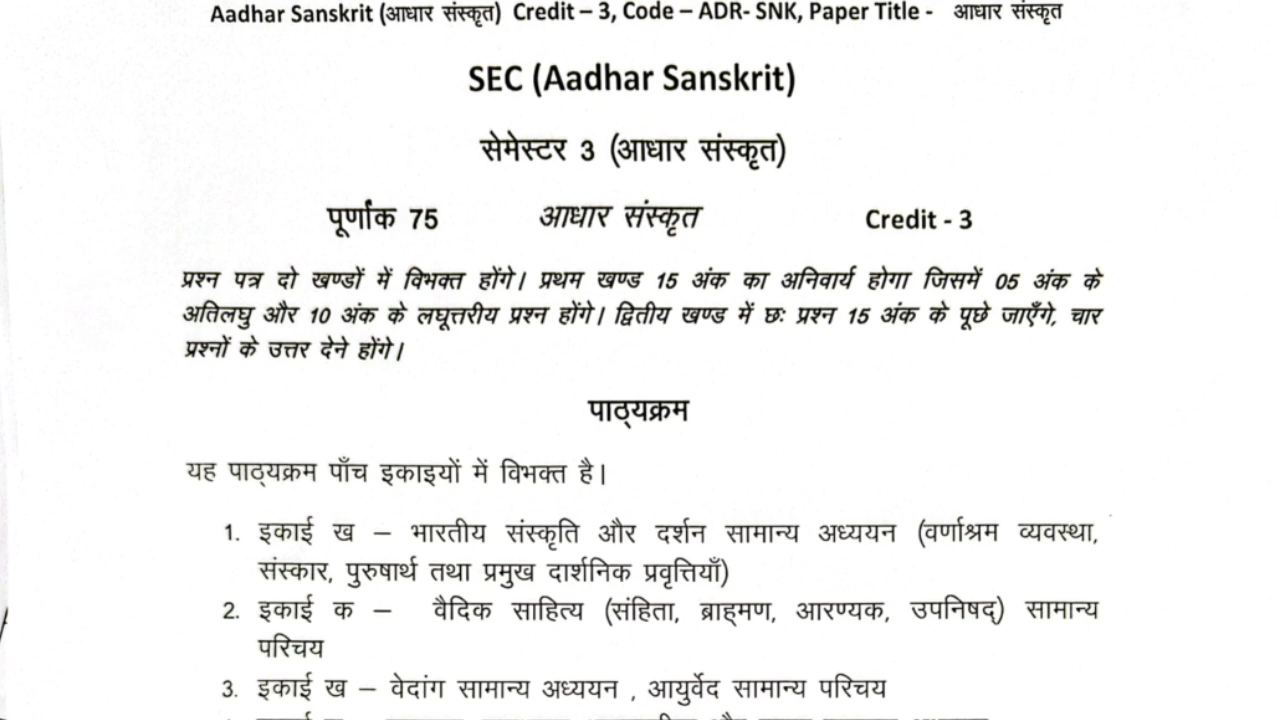 Aadhar Sanskrit (आधार संस्कृत) Credit – 3, Code – ADR- SNK, Paper Title - आधार संस्कृत
SEC (Aadhar Sanskrit)
सेमेस्टर 3 (आधार संस्कृत)
पूर्णांक 75 आधार संस्कृत Credit - 3
प्रश्न पत्र दो खण्डों में विभक्त होंगे। प्रथम खण्ड 15 अंक का अनिवार्य होगा जिसमें 05 अंक के
अतिलघु और 10 अंक के लघूत्तरीय प्रश्न होंगे। द्वितीय खण्ड में छः प्रश्न 15 अंक के पूछे जाएँगे, चार
प्रश्नों के उत्तर देने होंगे।
पाठ्यक्रम
यह पाठ्यक्रम पाँच इकाइयों में विभक्त है।
1. इकाई ख – भारतीय संस्कृति और दर्शन सामान्य अध्ययन (वर्णाश्रम व्यवस्था,
संस्कार, पुरुषार्थ तथा प्रमुख दार्शनिक प्रवृत्तियाँ)
2. इकाई क – वैदिक साहित्य (संहिता, ब्राह्मण, आरण्यक, उपनिषद्) सामान्य
परिचय
3. इकाई ख – वेदांग सामान्य अध्ययन , आयुर्वेद सामान्य परिचय